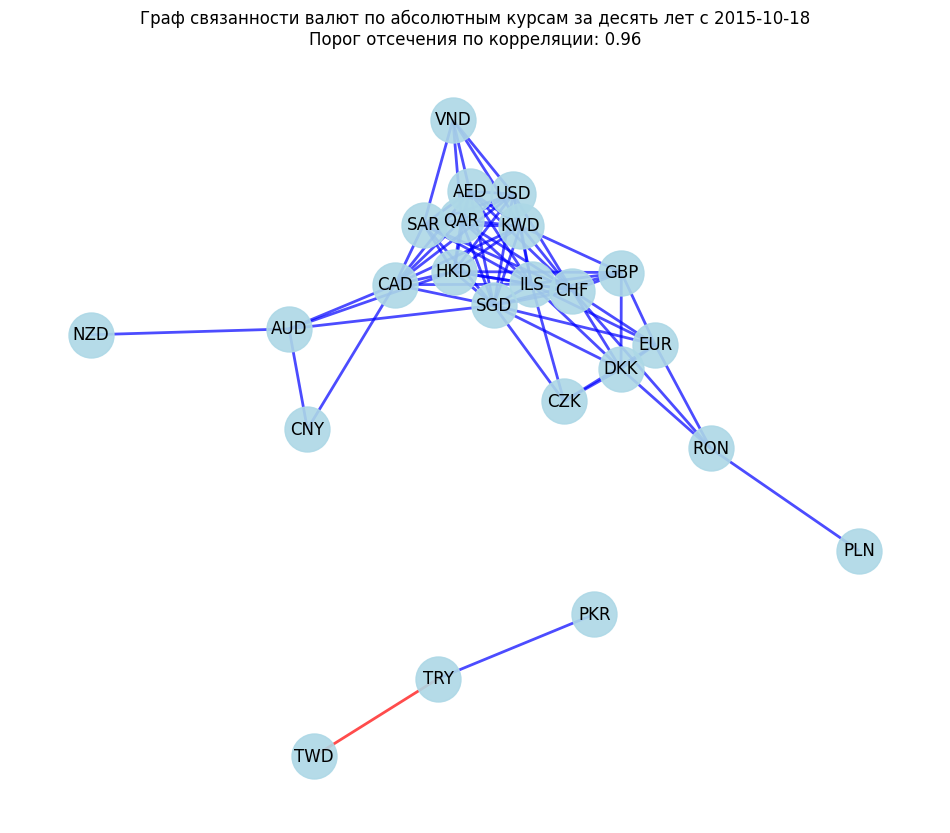 Граф связанности валют по абсолютным курсам за десять лет с 2015-10-18
Порог отсечения по корреляции: 0.96
VND
AED
USD
SAR
QAR
KWD
CAD
HKD
ILS
CHF
GBP
SGD
NZD
AUD
EUR
DKK
CZK
CNY
RON
PLN
PKR
TRY
TWD